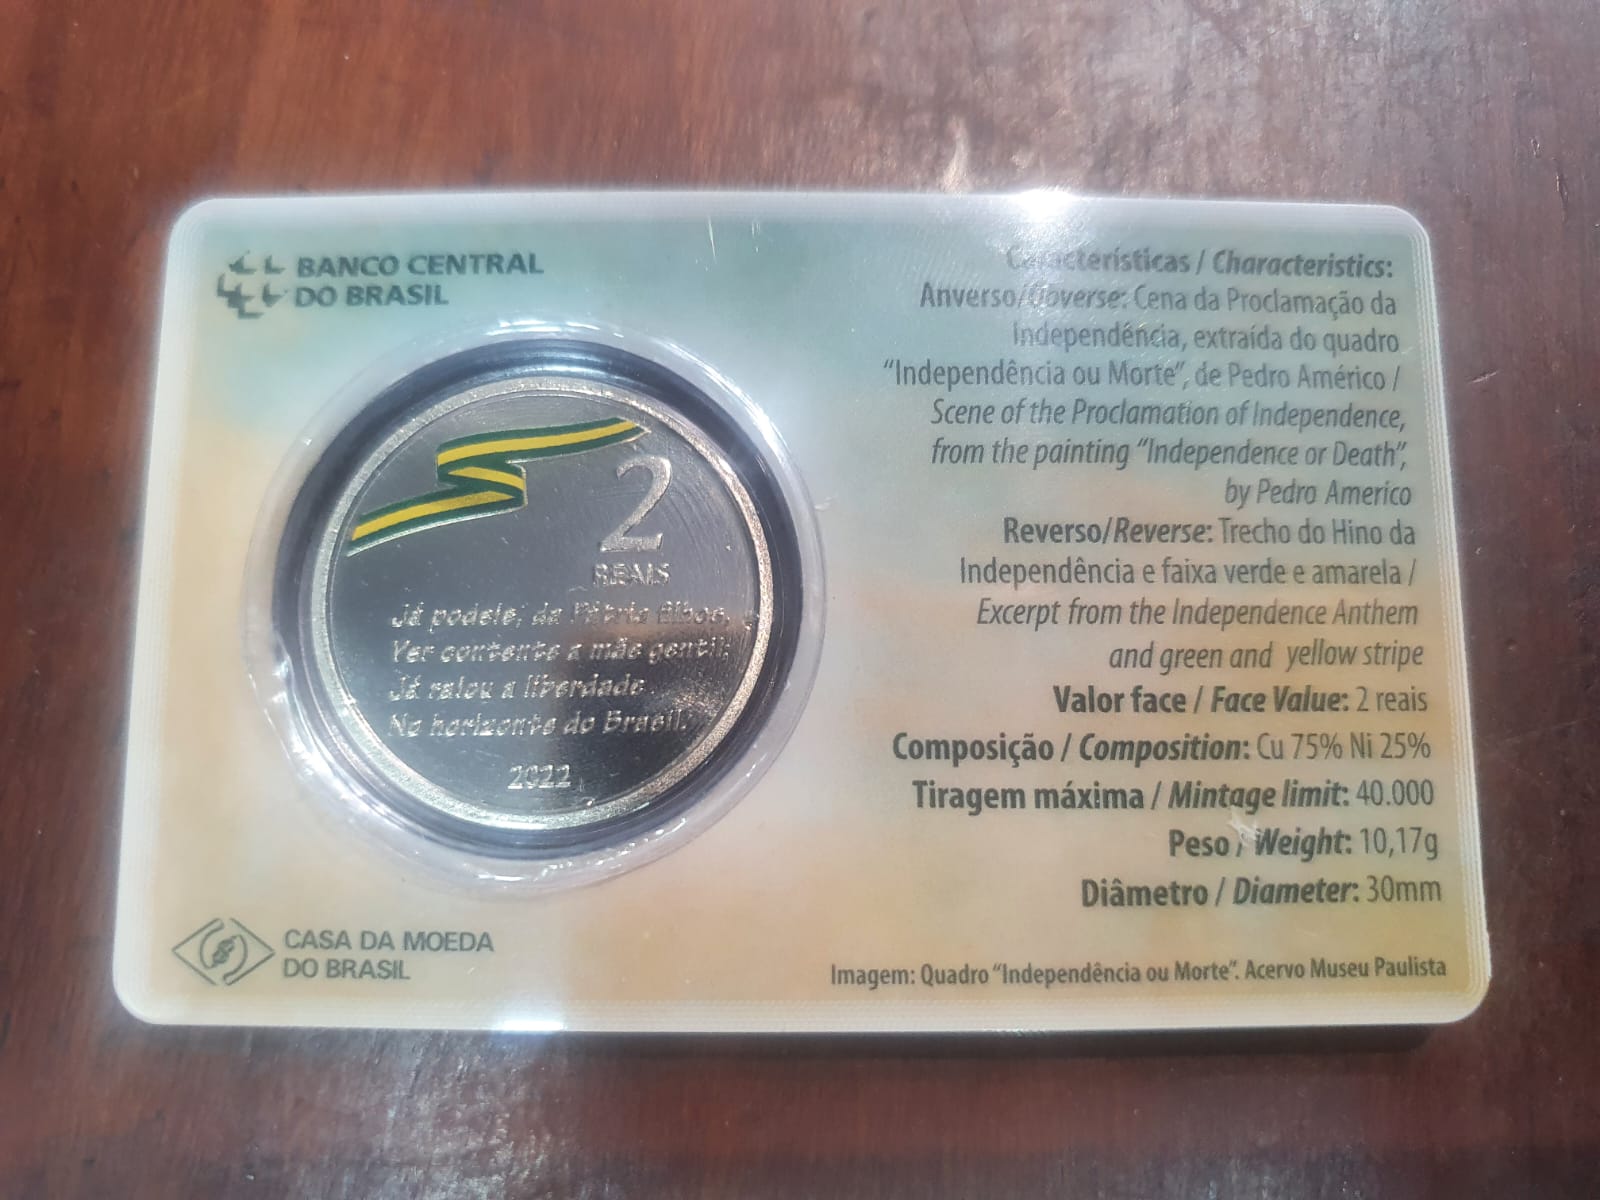 BANCO CENTRAL
DO BRASIL
2
REAIS
Já podeis, da Pátria filhos,
Ver contente a mãe gentil;
Já raiou a liberdade
No horizonte do Brasil.
2022
CASA DA MOEDA
DO BRASIL
Características / Characteristics:
Anverso/Obverse: Cena da Proclamação da
Independência, extraída do quadro
“Independência ou Morte”, de Pedro Américo /
Scene of the Proclamation of Independence,
from the painting “Independence or Death”,
by Pedro Americo
Reverso/Reverse: Trecho do Hino da
Independência e faixa verde e amarela /
Excerpt from the Independence Anthem
and green and yellow stripe
Valor face / Face Value: 2 reais
Composição / Composition: Cu 75% Ni 25%
Tiragem máxima / Mintage limit: 40.000
Peso / Weight: 10,17g
Diâmetro / Diameter: 30mm
Imagem: Quadro “Independência ou Morte”. Acervo Museu Paulista